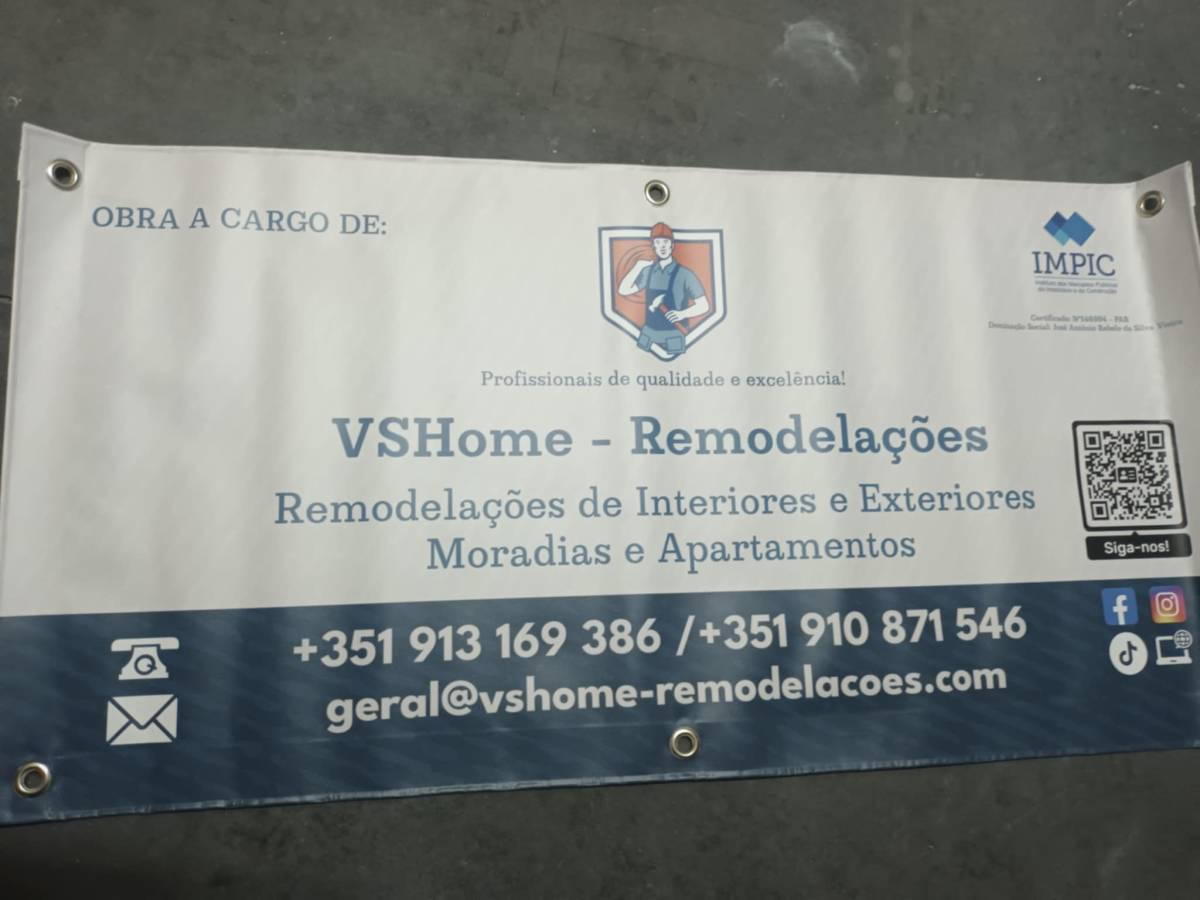 OBRA A CARGO DE:
IMPIC
Profissionais de qualidade e excelência!
VSHome - Remodelações
Remodelações de Interiores e Exteriores
Moradias e Apartamentos
Siga-nos!
+351 913 169 386 /+351 910 871 546
geral@vshome-remodelacoes.com